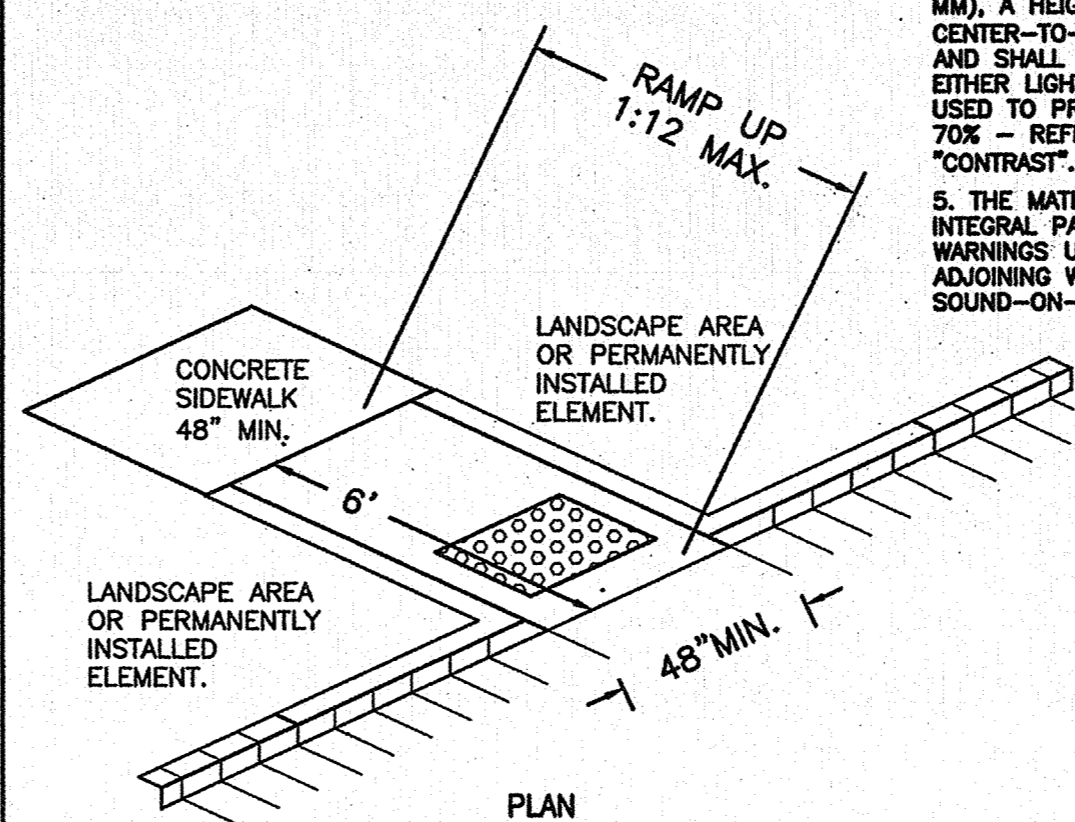 MM), A HEIG
CENTER-TO-
AND SHALL
EITHER LIGH
USED TO PR
70% - REF
"CONTRAST".
5. THE MAT
INTEGRAL PA
WARNINGS U
ADJOINING W
SOUND-ON-
RAMP UP
1:12 MAX.
LANDSCAPE AREA
OR PERMANENTLY
INSTALLED
ELEMENT.
CONCRETE
SIDEWALK
48" MIN.
6'
LANDSCAPE AREA
OR PERMANENTLY
INSTALLED
ELEMENT.
48"MIN.
PLAN